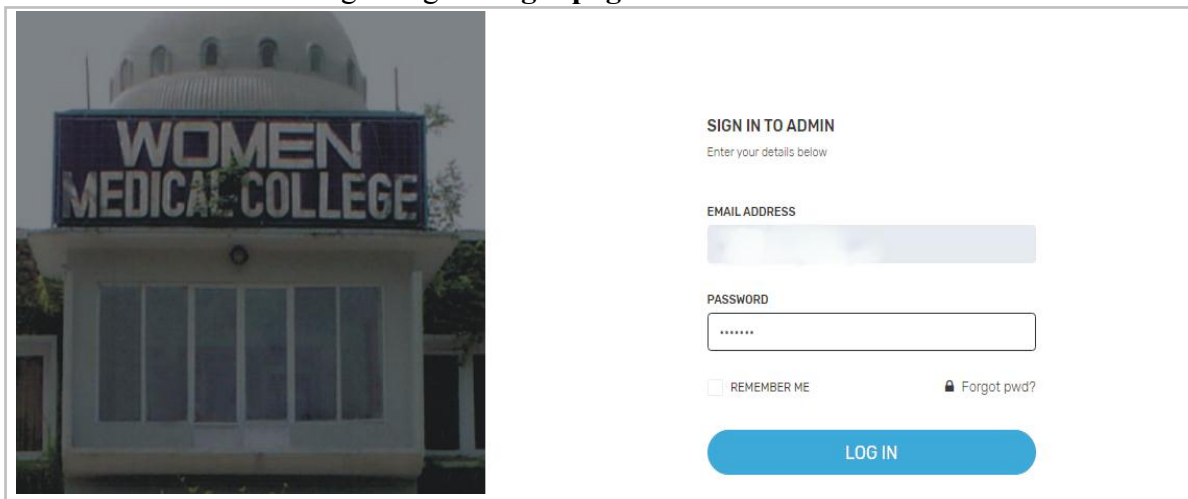 WOMEN
MEDICAL COLLEGE
SIGN IN TO ADMIN
Enter your details below
EMAIL ADDRESS
PASSWORD
•••••••
REMEMBER ME
Forgot pwd?
LOG IN